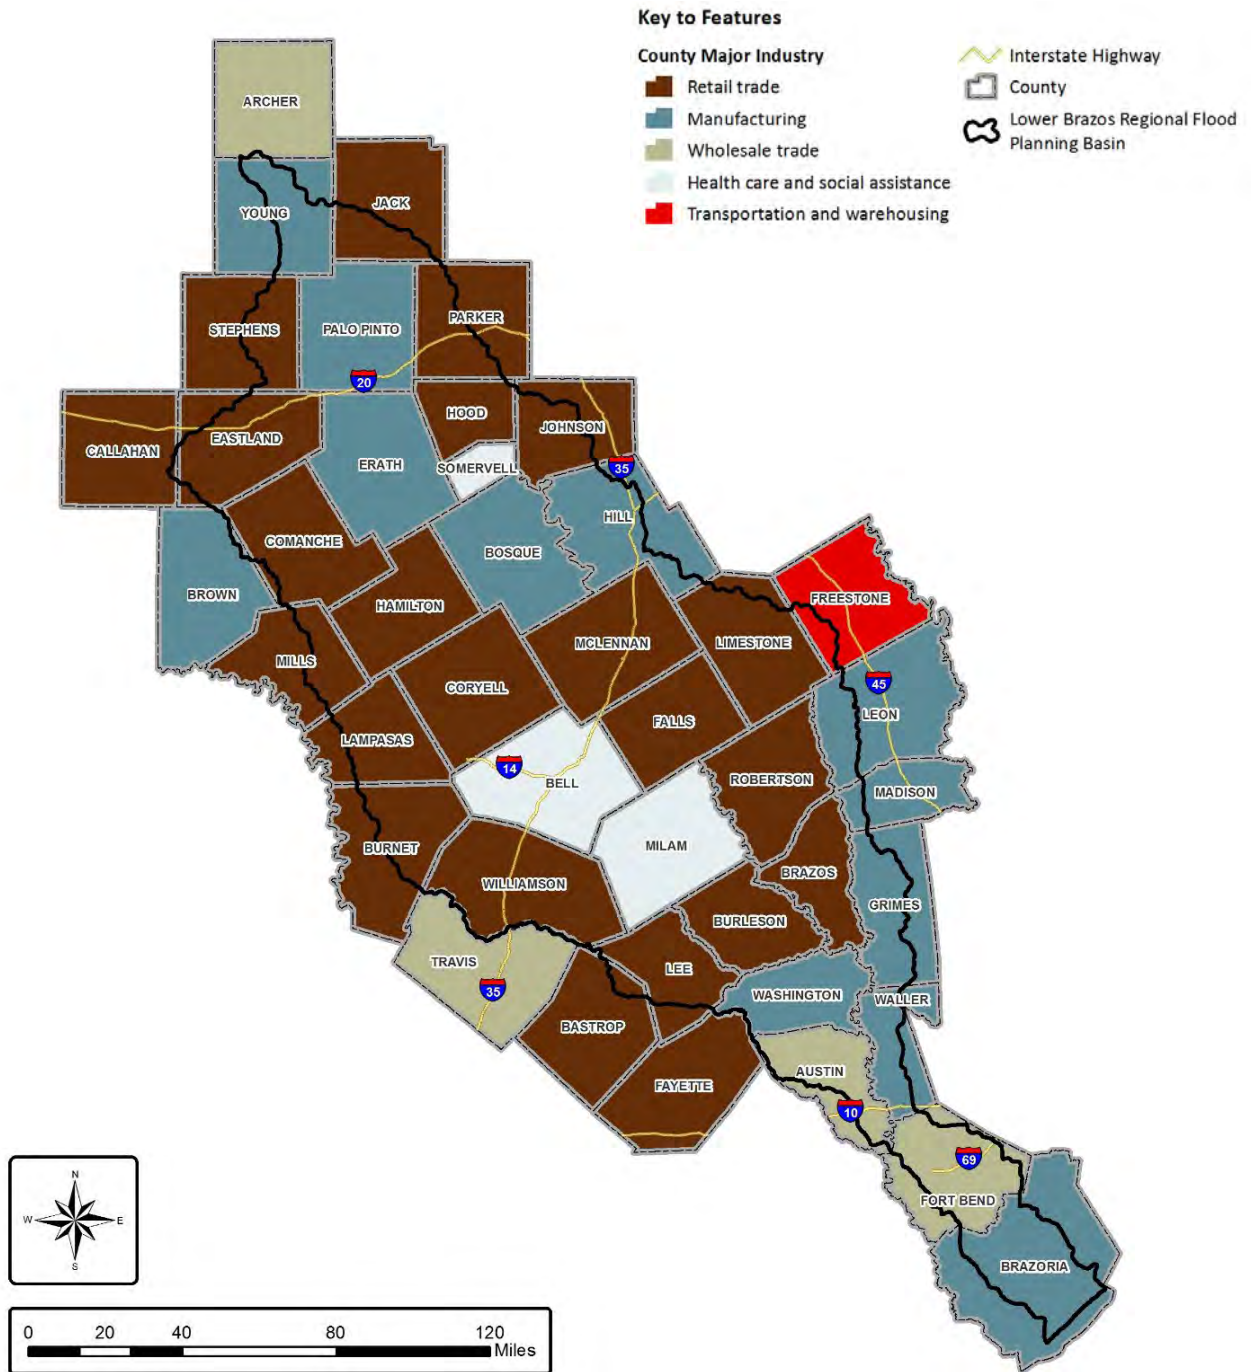 Key to Features
County Major Industry
Retail trade
Manufacturing
Wholesale trade
Health care and social assistance
Transportation and warehousing
Interstate Highway
County
Lower Brazos Regional Flood
Planning Basin
ARCHER
YOUNG
JACK
STEPHENS
PALO PINTO
PARKER
20
CALLAHAN
EASTLAND
HOOD
JOHNSON
ERATH
SOMERVELL
35
HILL
COMANCHE
BOSQUE
BROWN
HAMILTON
FREESTONE
MCLENNAN
LIMESTONE
MILLS
CORYELL
45
LEON
FALLS
LAMPASAS
14
BELL
ROBERTSON
MADISON
BURNET
MILAM
BRAZOS
WILLIAMSON
GRIMES
BURLESON
TRAVIS
LEE
35
WASHINGTON
WALLER
BASTROP
AUSTIN
FAYETTE
10
69
FORT BEND
BRAZORIA
N
W E
S
0 20 40 80 120
Miles